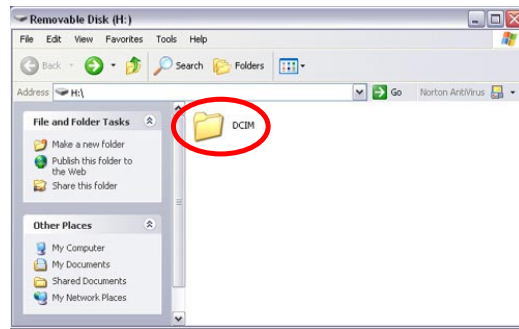 Removable Disk (H:)
File Edit View Favorites Tools Help
Back Search Folders
Address H:\ Go Norton AntiVirus
File and Folder Tasks
Make a new folder
Publish this folder to
the Web
Share this folder
Other Places
My Computer
My Documents
Shared Documents
My Network Places
DCIM